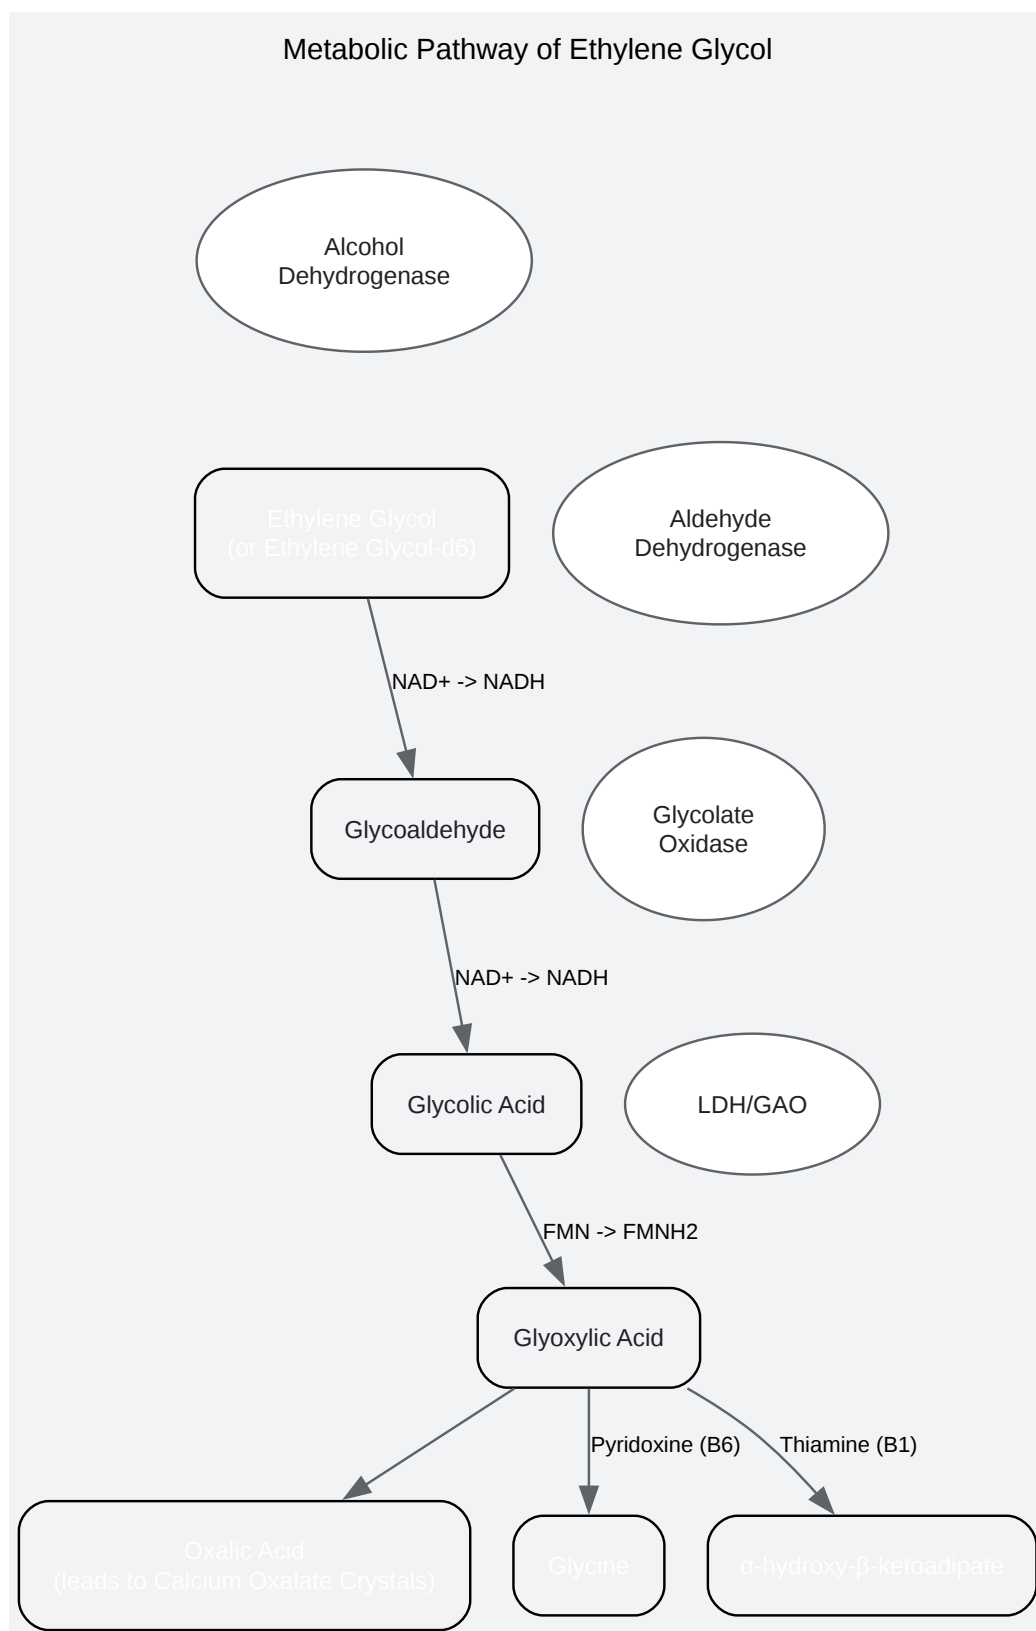 Metabolic Pathway of Ethylene Glycol
Alcohol
Dehydrogenase
Ethylene Glycol
(or Ethylene Glycol-d6)
Aldehyde
Dehydrogenase
NAD+ -> NADH
Glycoaldehyde
Glycolate
Oxidase
NAD+ -> NADH
Glycolic Acid
LDH/GAO
FMN -> FMNH2
Glyoxylic Acid
Pyridoxine (B6)
Thiamine (B1)
Oxalic Acid
(leads to Calcium Oxalate Crystals)
Glycine
α-hydroxy-β-ketoadipate